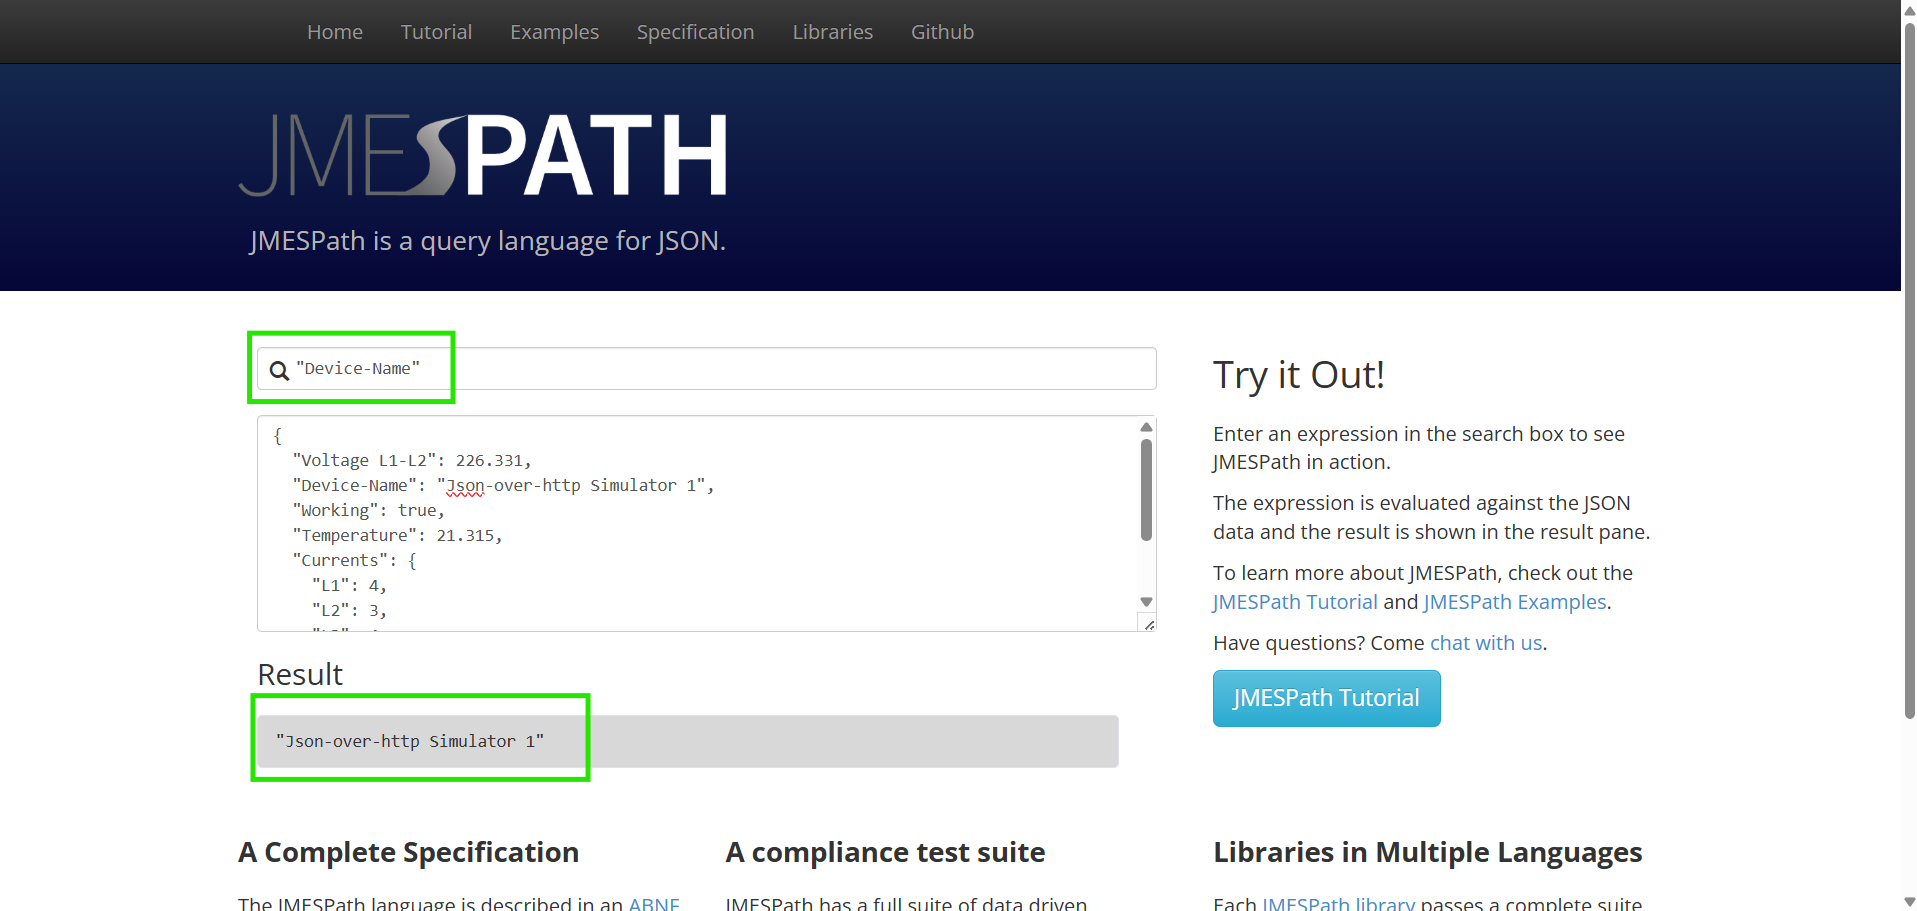 Home Tutorial Examples Specification Libraries Github
JMESPATH
JMESPath is a query language for JSON.
"Device-Name"
{
"Voltage L1-L2": 226.331,
"Device-Name": "Json-over-http Simulator 1",
"Working": true,
"Temperature": 21.315,
"Currents": {
"L1": 4,
"L2": 3,
Result
"Json-over-http Simulator 1"
Try it Out!
Enter an expression in the search box to see
JMESPath in action.
The expression is evaluated against the JSON
data and the result is shown in the result pane.
To learn more about JMESPath, check out the
JMESPath Tutorial and JMESPath Examples.
Have questions? Come chat with us.
JMESPath Tutorial
A Complete Specification
The JMESPath language is described in an ABNF
A compliance test suite
JMESPath has a full suite of data driven
Libraries in Multiple Languages
Each JMESPath library passes a complete suite